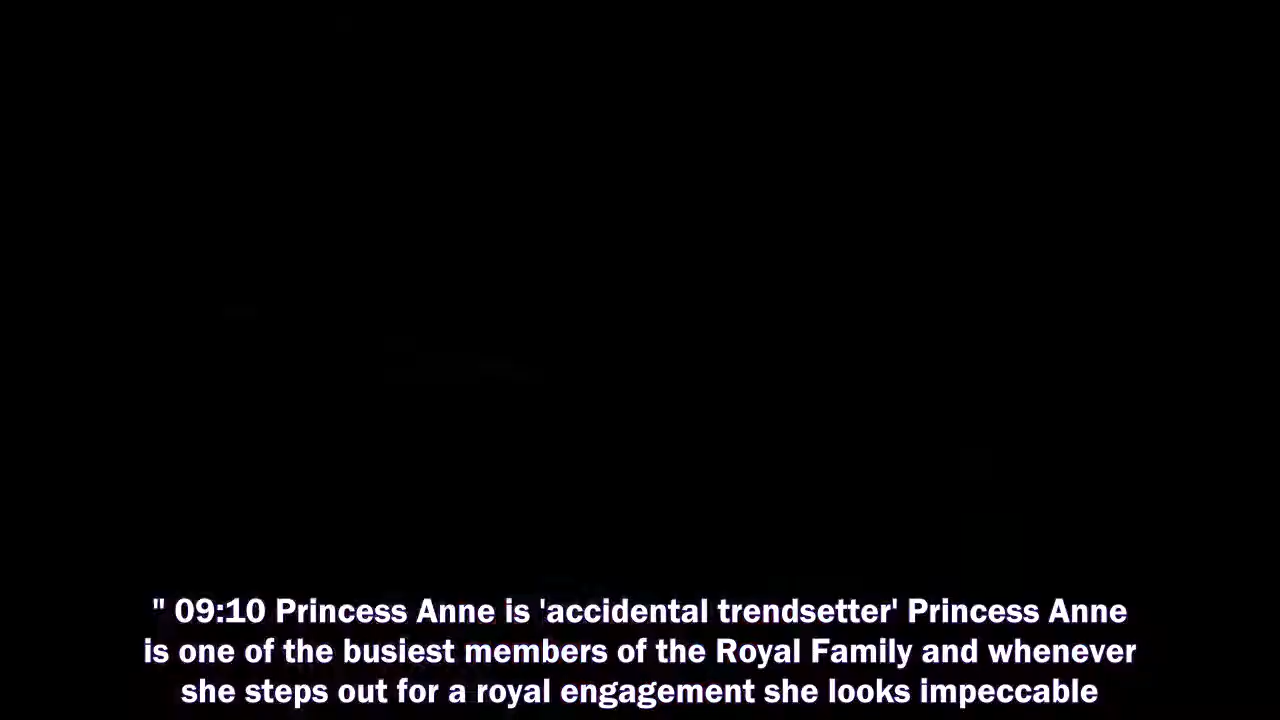 " 09:10 Princess Anne is 'accidental trendsetter' Princess Anne
is one of the busiest members of the Royal Family and whenever
she steps out for a royal engagement she looks impeccable